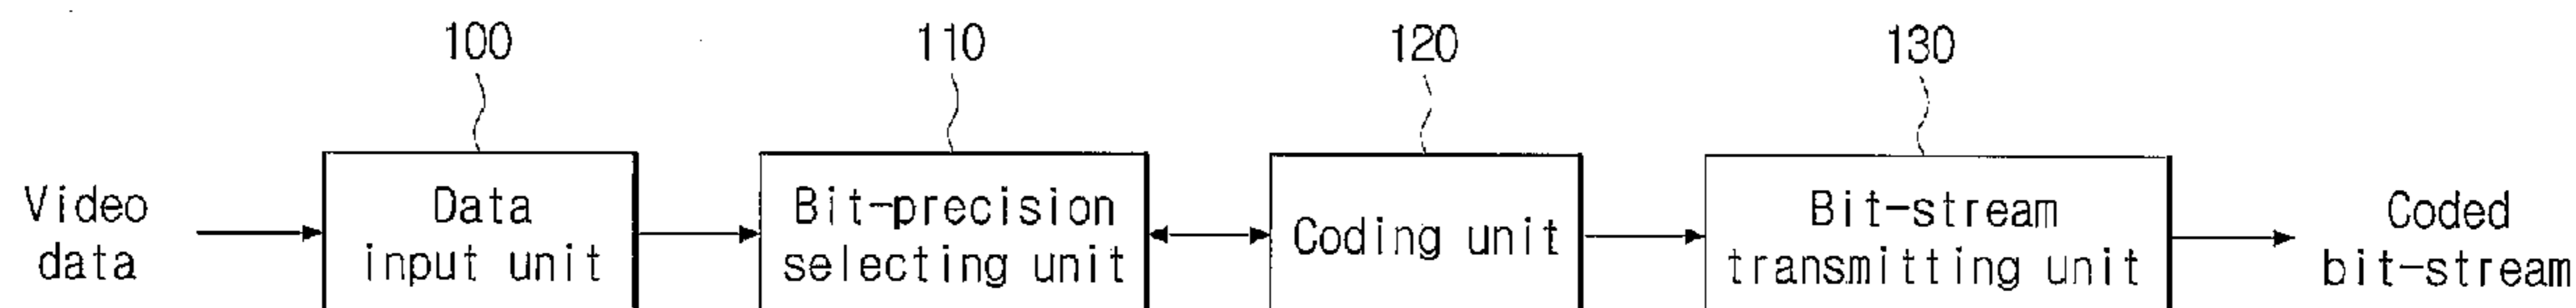 100
110
120
130
Video
data
Data
input unit
Bit-precision
selecting unit
Coding unit
Bit-stream
transmitting unit
Coded
bit-stream